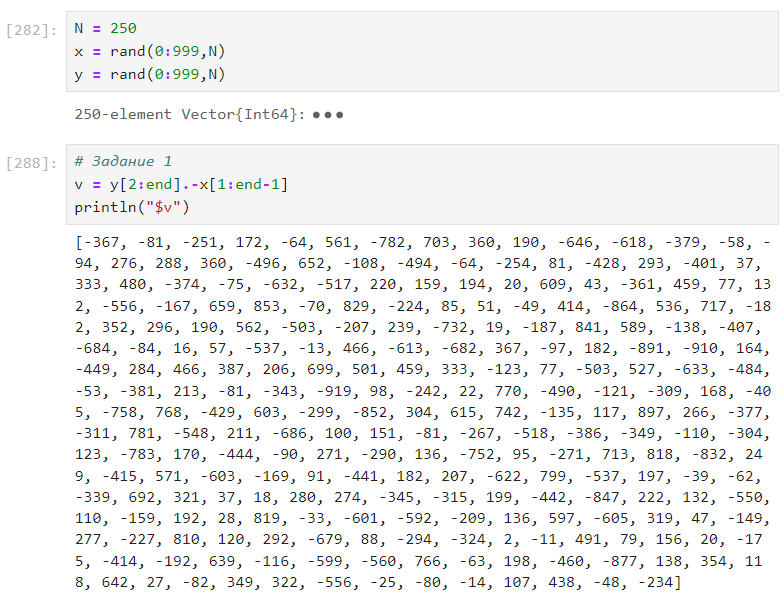 [282]:
N = 250
x = rand(0:999,N)
y = rand(0:999,N)
250-element Vector{Int64}: •••
[288]:
# Задание 1
v = y[2:end].-x[1:end-1]
println("$v")
[-367, -81, -251, 172, -64, 561, -782, 703, 360, 190, -646, -618, -379, -58, -
94, 276, 288, 360, -496, 652, -108, -494, -64, -254, 81, -428, 293, -401, 37,
333, 480, -374, -75, -632, -517, 220, 159, 194, 20, 609, 43, -361, 459, 77, 13
2, -556, -167, 659, 853, -70, 829, -224, 85, 51, -49, 414, -864, 536, 717, -18
2, 352, 296, 190, 562, -503, -207, 239, -732, 19, -187, 841, 589, -138, -407,
-684, -84, 16, 57, -537, -13, 466, -613, -682, 367, -97, 182, -891, -910, 164,
-449, 284, 466, 387, 206, 699, 501, 459, 333, -123, 77, -503, 527, -633, -484,
-53, -381, 213, -81, -343, -919, 98, -242, 22, 770, -490, -121, -309, 168, -40
5, -758, 768, -429, 603, -299, -852, 304, 615, 742, -135, 117, 897, 266, -377,
-311, 781, -548, 211, -686, 100, 151, -81, -267, -518, -386, -349, -110, -304,
123, -783, 170, -444, -90, 271, -290, 136, -752, 95, -271, 713, 818, -832, 24
9, -415, 571, -603, -169, 91, -441, 182, 207, -622, 799, -537, 197, -39, -62,
-339, 692, 321, 37, 18, 280, 274, -345, -315, 199, -442, -847, 222, 132, -550,
110, -159, 192, 28, 819, -33, -601, -592, -209, 136, 597, -605, 319, 47, -149,
277, -227, 810, 120, 292, -679, 88, -294, -324, 2, -11, 491, 79, 156, 20, -17
5, -414, -192, 639, -116, -599, -560, 766, -63, 198, -460, -877, 138, 354, 11
8, 642, 27, -82, 349, 322, -556, -25, -80, -14, 107, 438, -48, -234]